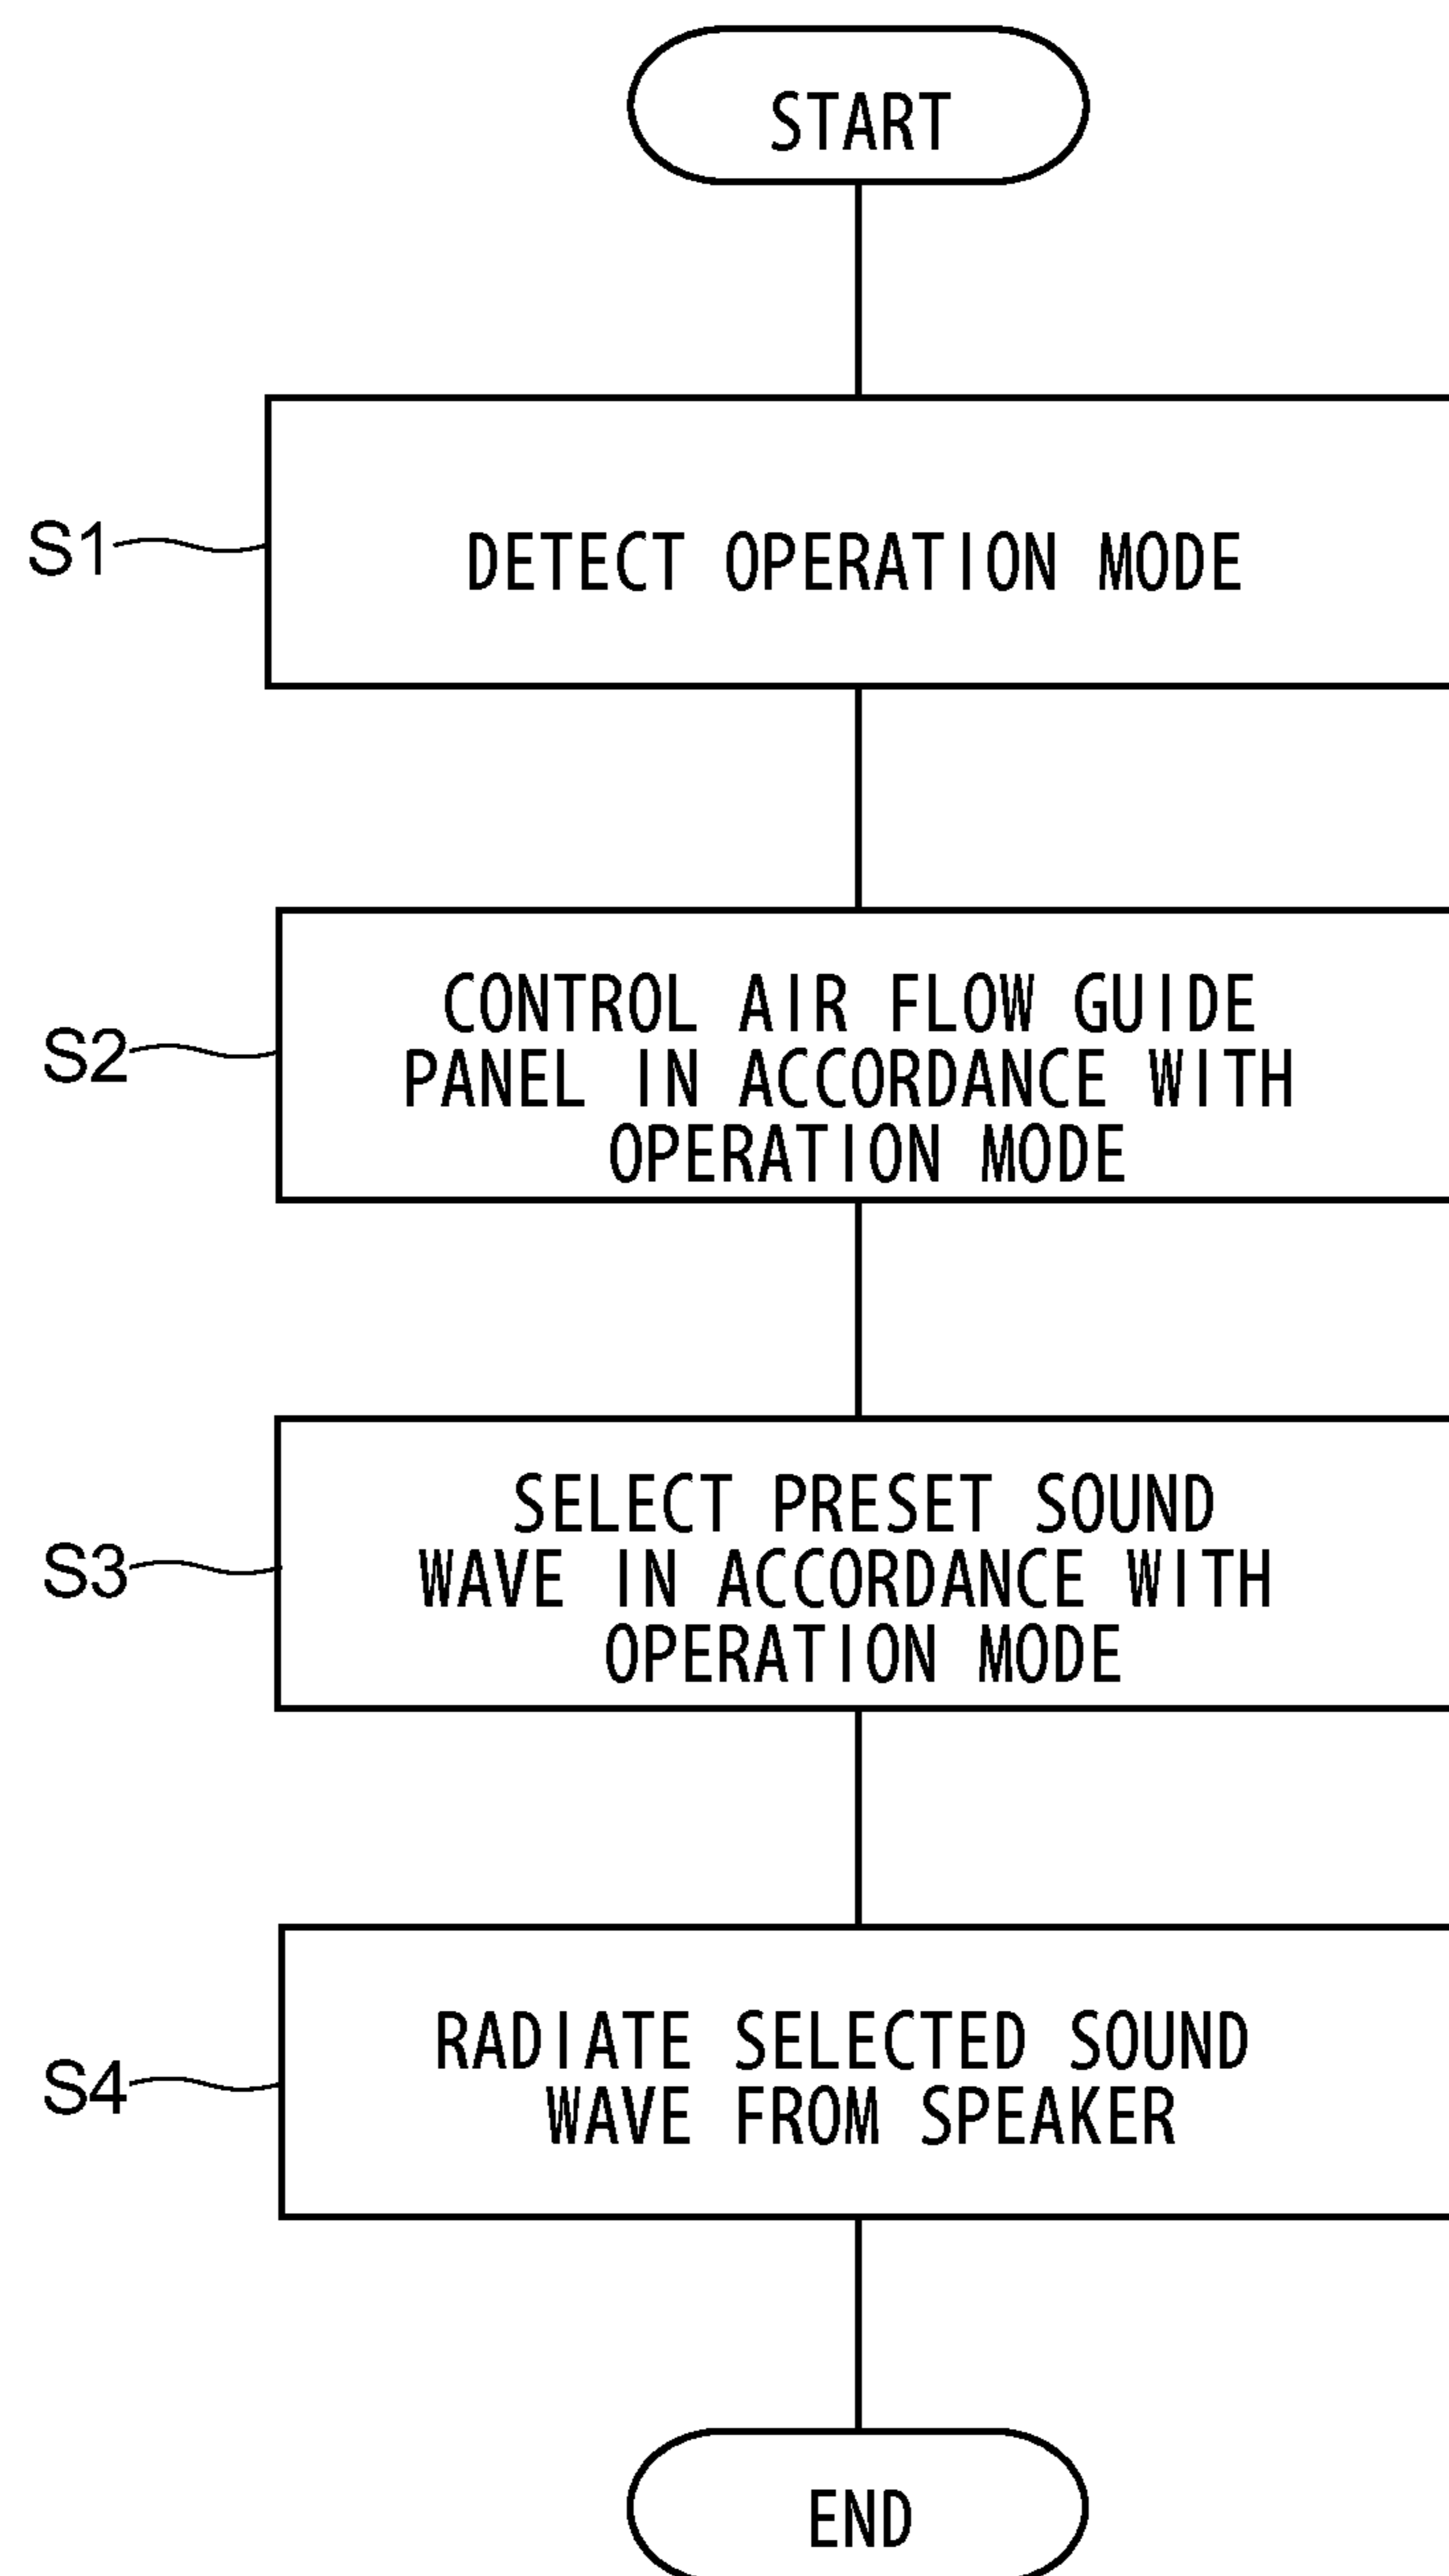 START
S1
DETECT OPERATION MODE
S2
CONTROL AIR FLOW GUIDE
PANEL IN ACCORDANCE WITH
OPERATION MODE
S3
SELECT PRESET SOUND
WAVE IN ACCORDANCE WITH
OPERATION MODE
S4
RADIATE SELECTED SOUND
WAVE FROM SPEAKER
END